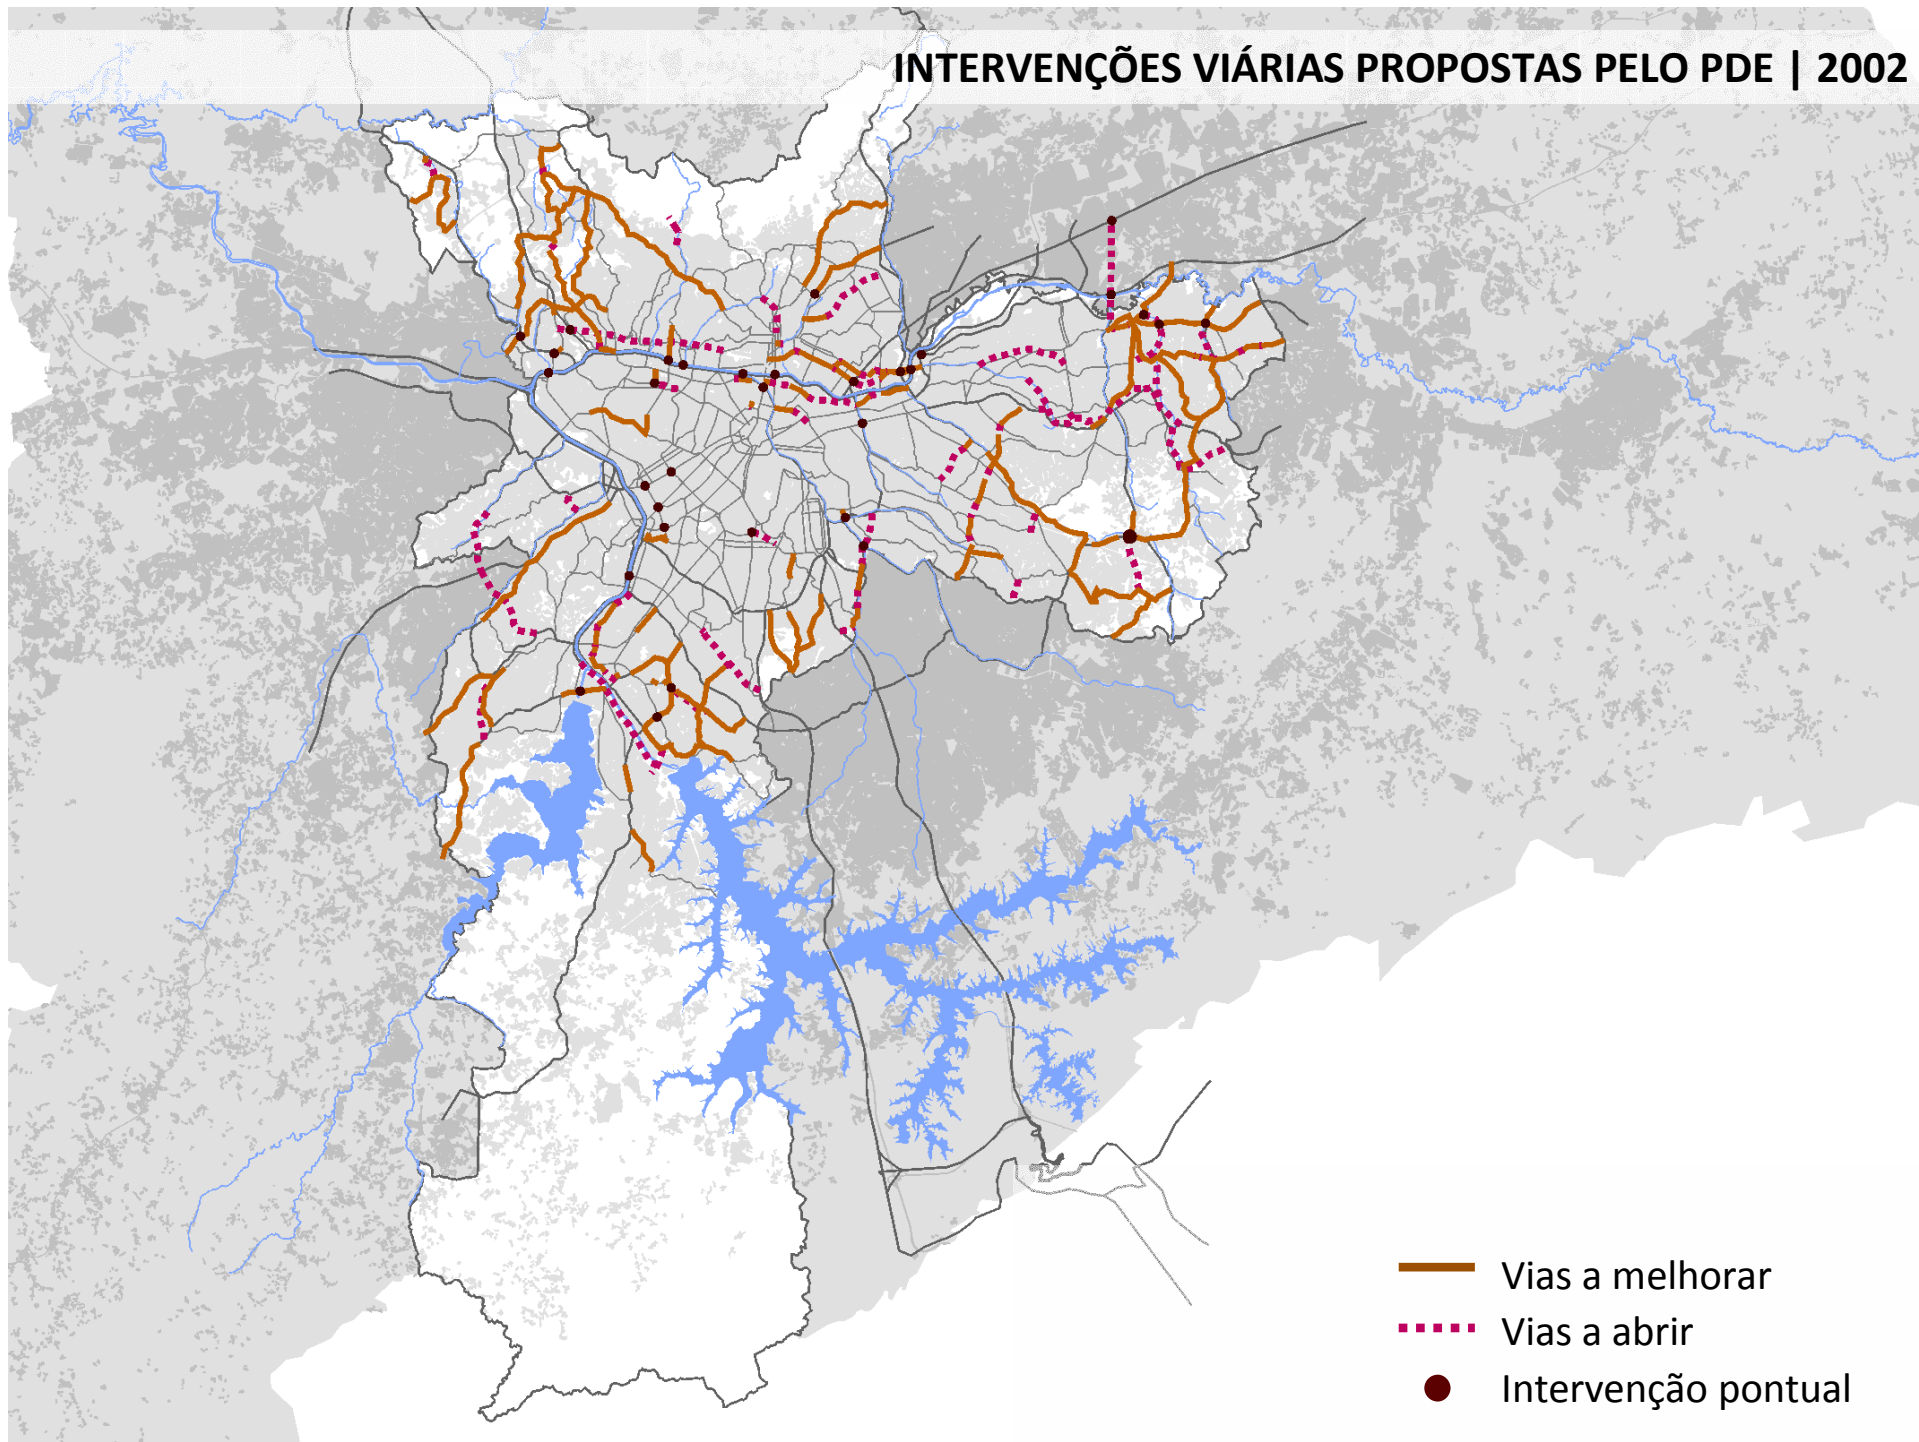 INTERVENÇÕES VIÁRIAS PROPOSTAS PELO PDE | 2002
Vias a melhorar
Vias a abrir
Intervenção pontual